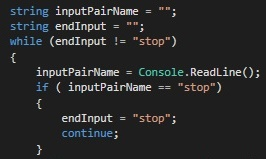 string inputPairName = "";
string endInput = "";
while (endInput != "stop")
{
    inputPairName = Console.ReadLine();
    if ( inputPairName == "stop")
    {
        endInput = "stop";
        continue;
    }